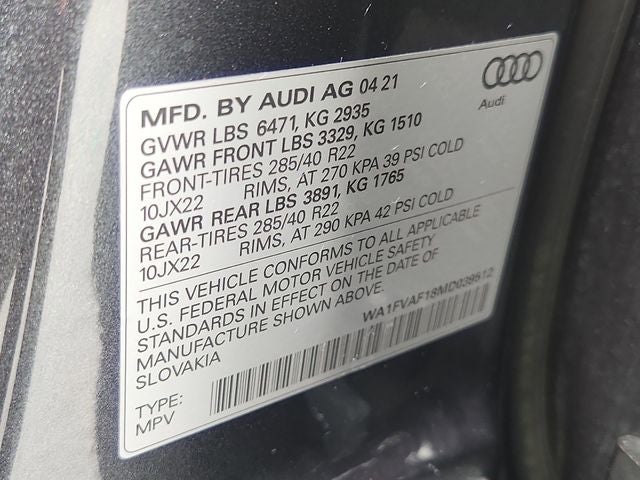 MFD. BY AUDI AG 04 21
Audi
GVWR LBS 6471, KG 2935
GAWR FRONT LBS 3329, KG 1510
FRONT-TIRES 285/40 R22
10JX22 RIMS, AT 270 KPA 39 PSI COLD
GAWR REAR LBS 3891, KG 1765
REAR-TIRES 285/40 R22
10JX22 RIMS, AT 290 KPA 42 PSI COLD
THIS VEHICLE CONFORMS TO ALL APPLICABLE
U.S. FEDERAL MOTOR VEHICLE SAFETY
STANDARDS IN EFFECT ON THE DATE OF
MANUFACTURE SHOWN ABOVE.
SLOVAKIA
WA1FVAF18MD039512
TYPE:
MPV